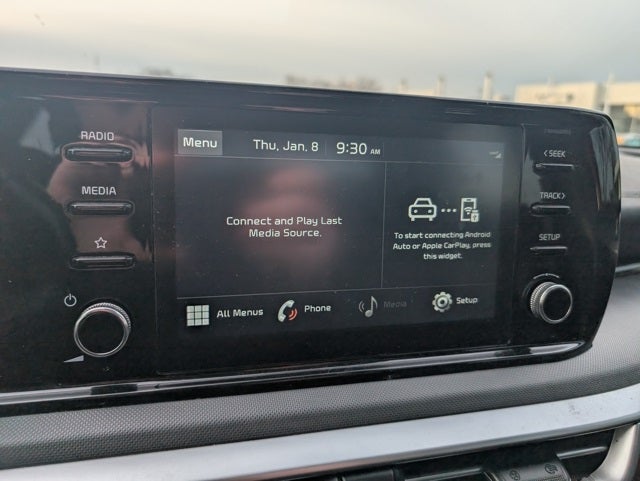 RADIO
MEDIA
Menu
Thu, Jan. 8
9:30 AM
Connect and Play Last
Media Source.
To start connecting Android
Auto or Apple CarPlay, press
this widget.
All Menus
Phone
Media
Setup
< SEEK
TRACK >
SETUP